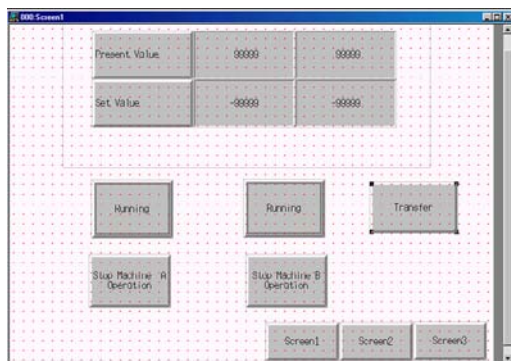 000:Screen1
Present Value 99999 99999
Set Value -99999 -99999
Running Running Transfer
Stop Machine A
Operation
Stop Machine B
Operation
Screen1 Screen2 Screen3